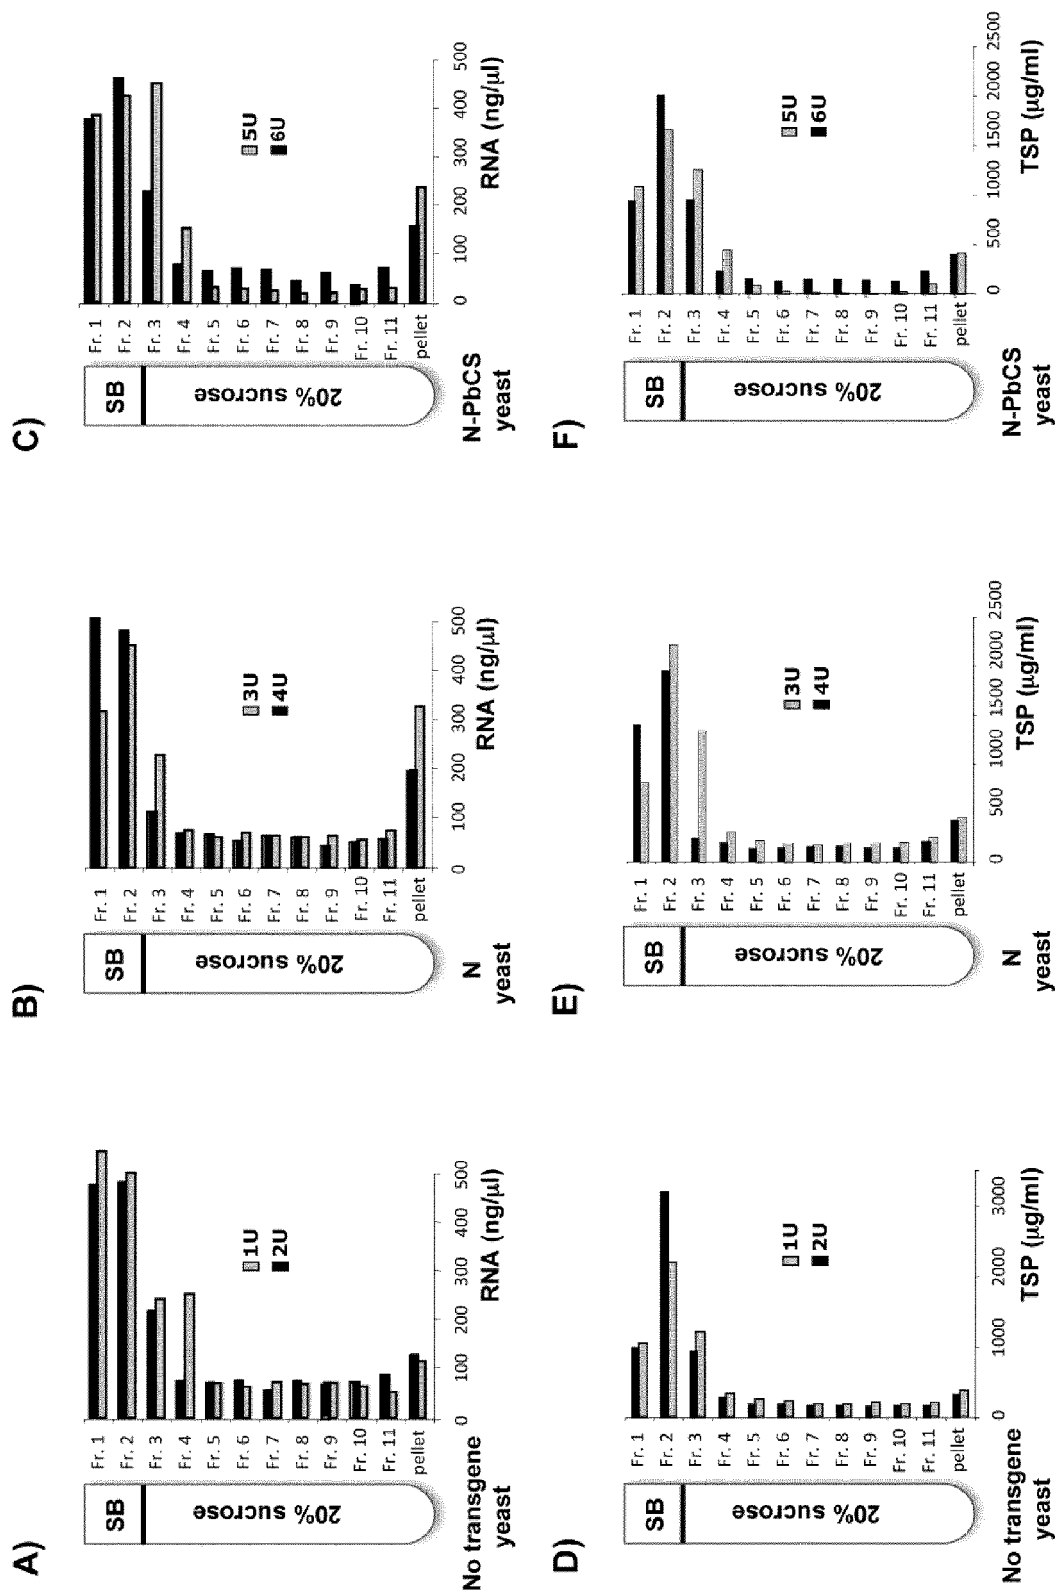 A)
SB
20% sucrose
No transgene
yeast
Fr. 1
Fr. 2
Fr. 3
Fr. 4
Fr. 5
Fr. 6
Fr. 7
Fr. 8
Fr. 9
Fr. 10
Fr. 11
pellet
1U
2U
0 100 200 300 400 500
RNA (ng/µl)
B)
SB
20% sucrose
N
yeast
Fr. 1
Fr. 2
Fr. 3
Fr. 4
Fr. 5
Fr. 6
Fr. 7
Fr. 8
Fr. 9
Fr. 10
Fr. 11
pellet
3U
4U
0 100 200 300 400 500
RNA (ng/µl)
C)
SB
20% sucrose
N-PbCS
yeast
Fr. 1
Fr. 2
Fr. 3
Fr. 4
Fr. 5
Fr. 6
Fr. 7
Fr. 8
Fr. 9
Fr. 10
Fr. 11
pellet
5U
6U
0 100 200 300 400 500
RNA (ng/µl)
D)
SB
20% sucrose
No transgene
yeast
Fr. 1
Fr. 2
Fr. 3
Fr. 4
Fr. 5
Fr. 6
Fr. 7
Fr. 8
Fr. 9
Fr. 10
Fr. 11
pellet
1U
2U
0 1000 2000 3000
TSP (µg/ml)
E)
SB
20% sucrose
N
yeast
Fr. 1
Fr. 2
Fr. 3
Fr. 4
Fr. 5
Fr. 6
Fr. 7
Fr. 8
Fr. 9
Fr. 10
Fr. 11
pellet
3U
4U
0 500 1000 1500 2000 2500
TSP (µg/ml)
F)
SB
20% sucrose
N-PbCS
yeast
Fr. 1
Fr. 2
Fr. 3
Fr. 4
Fr. 5
Fr. 6
Fr. 7
Fr. 8
Fr. 9
Fr. 10
Fr. 11
pellet
5U
6U
0 500 1000 1500 2000 2500
TSP (µg/ml)